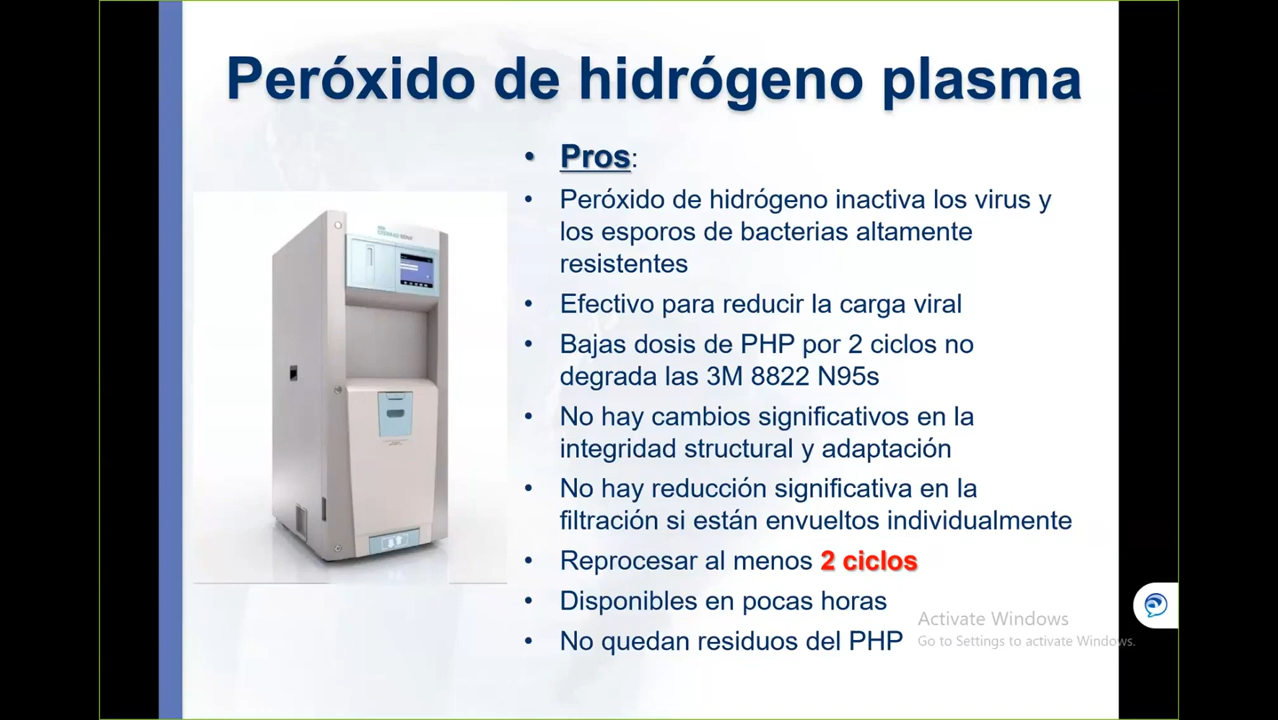 Peróxido de hidrógeno plasma
• Pros:
• Peróxido de hidrógeno inactiva los virus y
los esporos de bacterias altamente
resistentes
• Efectivo para reducir la carga viral
• Bajas dosis de PHP por 2 ciclos no
degrada las 3M 8822 N95s
• No hay cambios significativos en la
integridad structural y adaptación
• No hay reducción significativa en la
filtración si están envueltos individualmente
• Reprocesar al menos 2 ciclos
• Disponibles en pocas horas
• No quedan residuos del PHP
Activate Windows
Go to Settings to activate Windows.